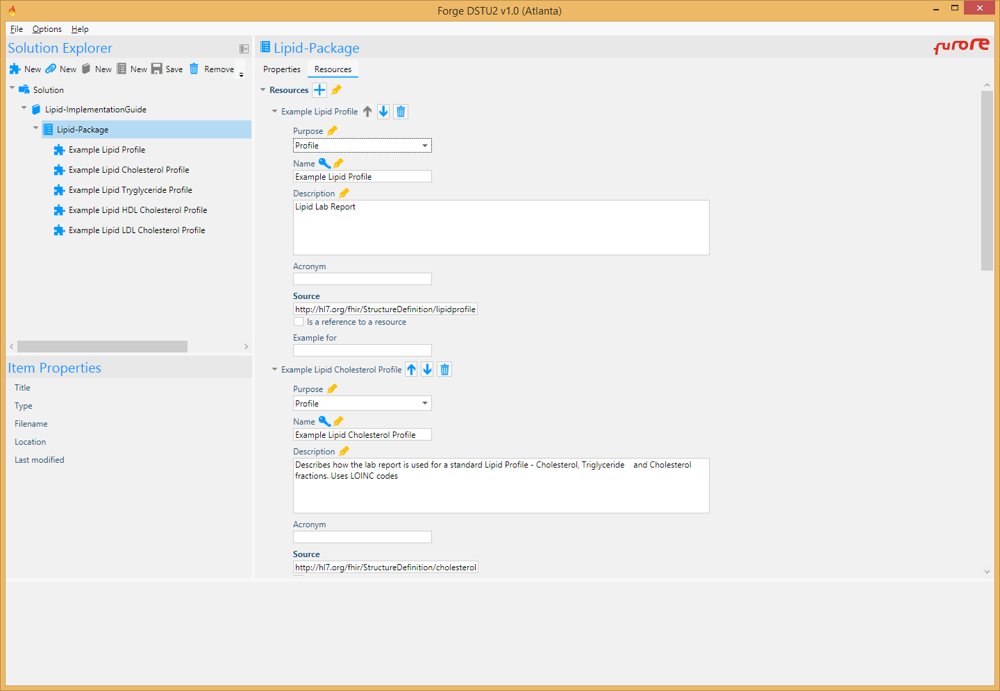 Forge DSTU2 v1.0 (Atlanta)
File Options Help
Solution Explorer
New New New New Save Remove
Solution
Lipid-ImplementationGuide
Lipid-Package
Example Lipid Profile
Example Lipid Cholesterol Profile
Example Lipid Tryglyceride Profile
Example Lipid HDL Cholesterol Profile
Example Lipid LDL Cholesterol Profile
Item Properties
Title
Type
Filename
Location
Last modified
Lipid-Package
furore
Properties Resources
Resources
Example Lipid Profile
Purpose
Profile
Name
Example Lipid Profile
Description
Lipid Lab Report
Acronym
Source
http://hl7.org/fhir/StructureDefinition/lipidprofile
Is a reference to a resource
Example for
Example Lipid Cholesterol Profile
Purpose
Profile
Name
Example Lipid Cholesterol Profile
Description
Describes how the lab report is used for a standard Lipid Profile - Cholesterol, Triglyceride and Cholesterol
fractions. Uses LOINC codes
Acronym
Source
http://hl7.org/fhir/StructureDefinition/cholesterol